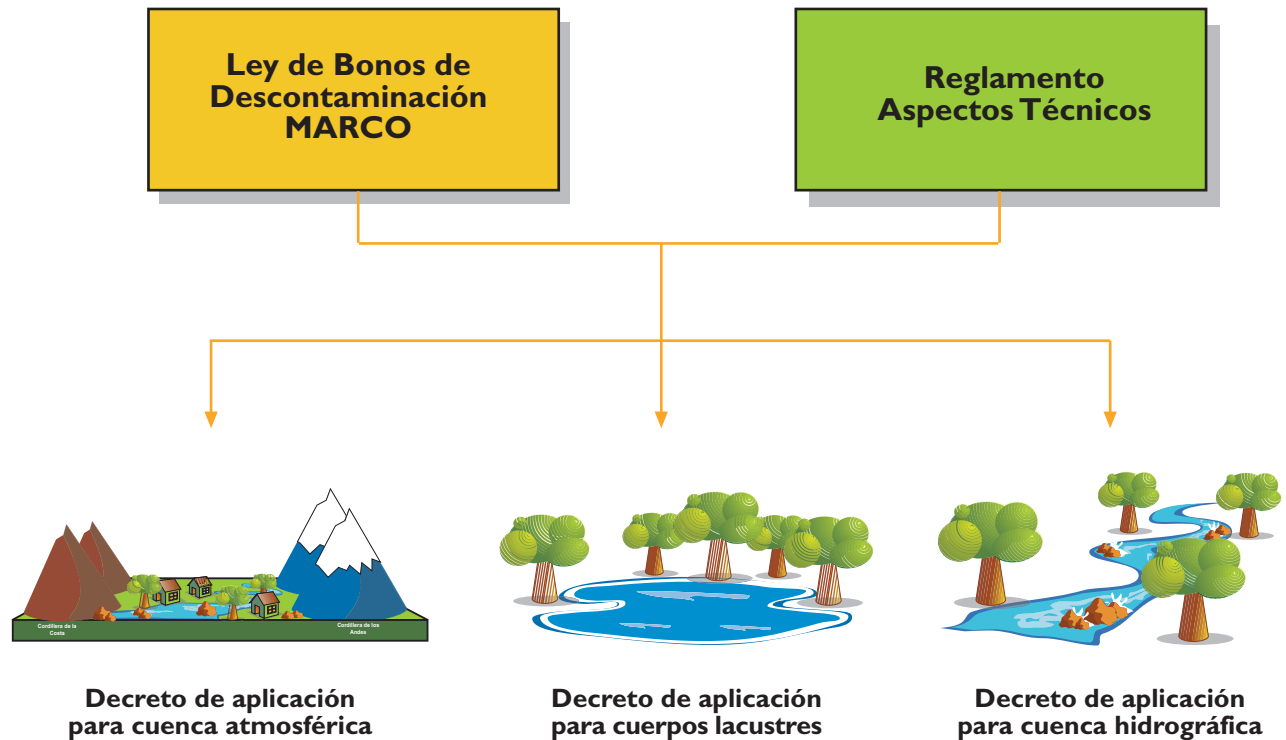 Ley de Bonos de
Descontaminación
MARCO
Reglamento
Aspectos Técnicos
Cordillera de la
Costa
Cordillera de los
Andes
Decreto de aplicación
para cuenca atmosférica
Decreto de aplicación
para cuerpos lacustres
Decreto de aplicación
para cuenca hidrográfica